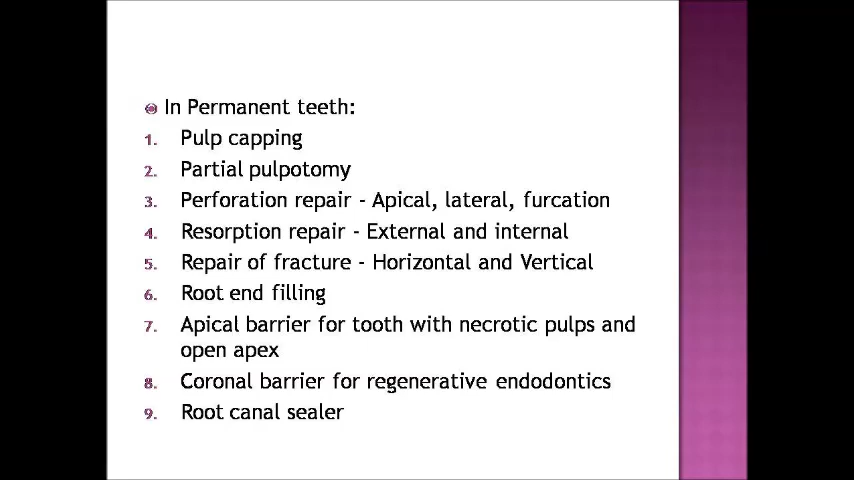 In Permanent teeth:
1. Pulp capping
2. Partial pulpotomy
3. Perforation repair - Apical, lateral, furcation
4. Resorption repair - External and internal
5. Repair of fracture - Horizontal and Vertical
6. Root end filling
7. Apical barrier for tooth with necrotic pulps and
open apex
8. Coronal barrier for regenerative endodontics
9. Root canal sealer